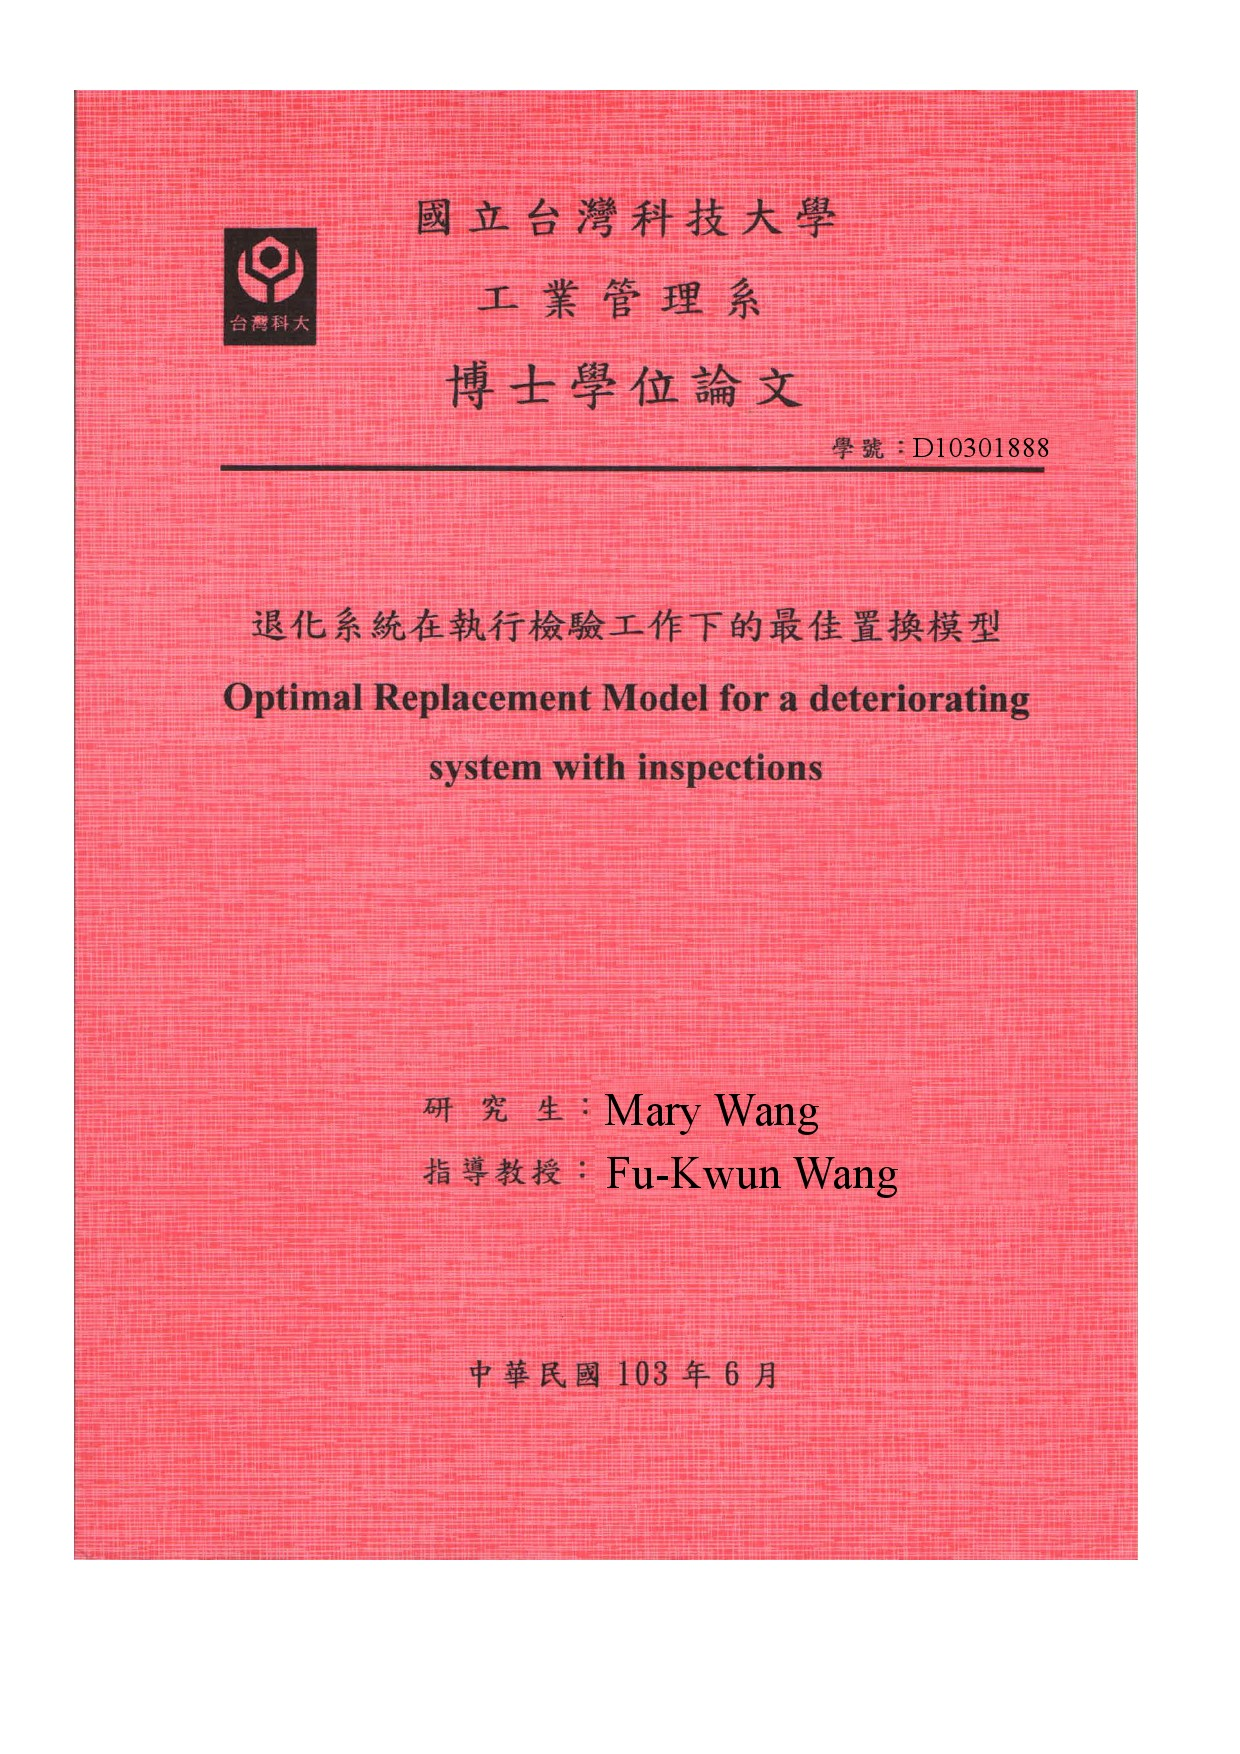 國立台灣科技大學
台灣科大
工業管理系
博士學位論文
學號：D10301888
退化系統在執行檢驗工作下的最佳置換模型
Optimal Replacement Model for a deteriorating
system with inspections
研究生：Mary Wang
指導教授：Fu-Kwun Wang
中華民國 103 年 6 月